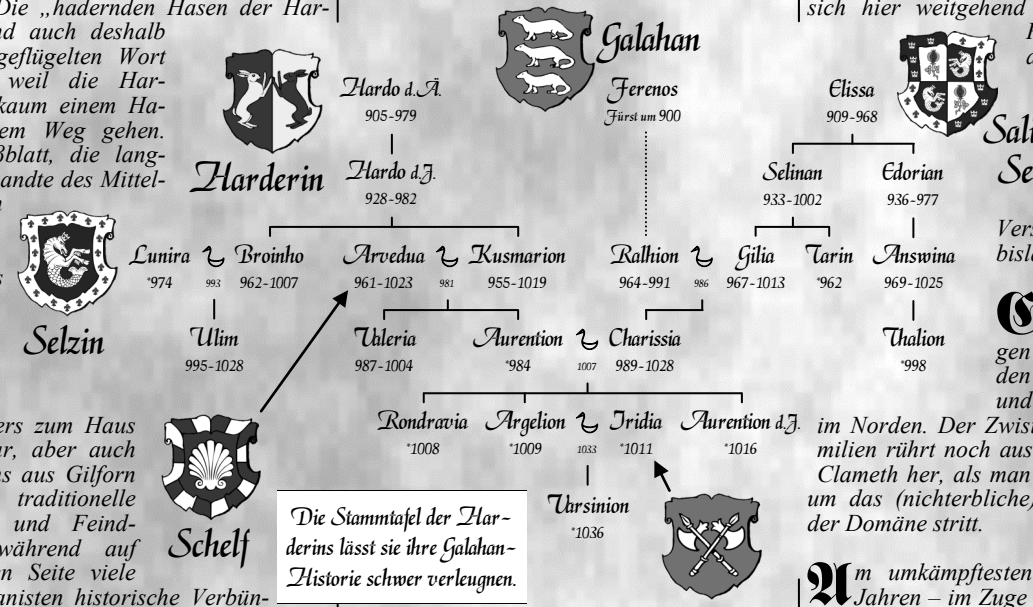 Die „hadernden Hasen der Har-
nd auch deshalb
geflügelten Wort
weil die Har-
kaum einem Ha-
em Weg gehen.
ßblatt, die lang-
andte des Mittel-
n
sich hier weitgehend
Galahan
Ferenos
Fürst um 900
Hardo d.Ä.
905-979
Elissa
909-968
Harderin
Hardo d.J.
928-982
Selinan
933-1002
Edorian
936-977
Lunira Broinho
*974 993 962-1007
Arvedua Kusmarion
961-1023 981 955-1019
Ralhion Gilia Tarin
964-991 986 967-1013 *962
Answina
969-1025
Selzin
Ulim
995-1028
Valeria Aurention Charissia
987-1004 *984 1007 989-1028
Thalion
*998
Rondravia Argelion Iridia Aurention d.J.
*1008 *1009 1033 *1011 *1016
Varsinion
*1036
Schelf
Die Stammtafel der Har-
derins lässt sie ihre Galahan-
Historie schwer verleugnen.
ers zum Haus
ur, aber auch
ns aus Gilforn
traditionelle
und Feind-
während auf
en Seite viele
anisten historische Verbün-
gen
den
und
im Norden. Der Zwist
milien rührt noch aus
Clameth her, als man
um das (nichterbliche)
der Domäne stritt.
Am umkämpftesten
Jahren – im Zuge